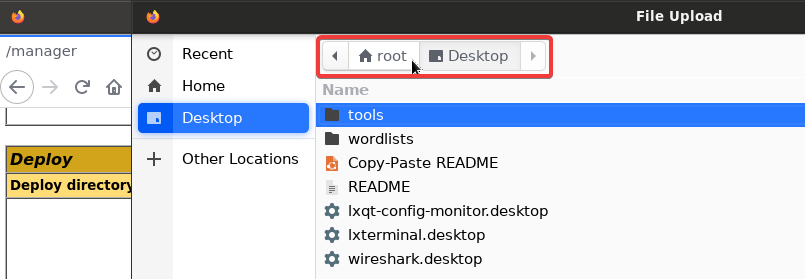 File Upload
/manager
Deploy
Deploy directory
Recent
Home
Desktop
Other Locations
root Desktop
Name
tools
wordlists
Copy-Paste README
README
lxqt-config-monitor.desktop
lxterminal.desktop
wireshark.desktop